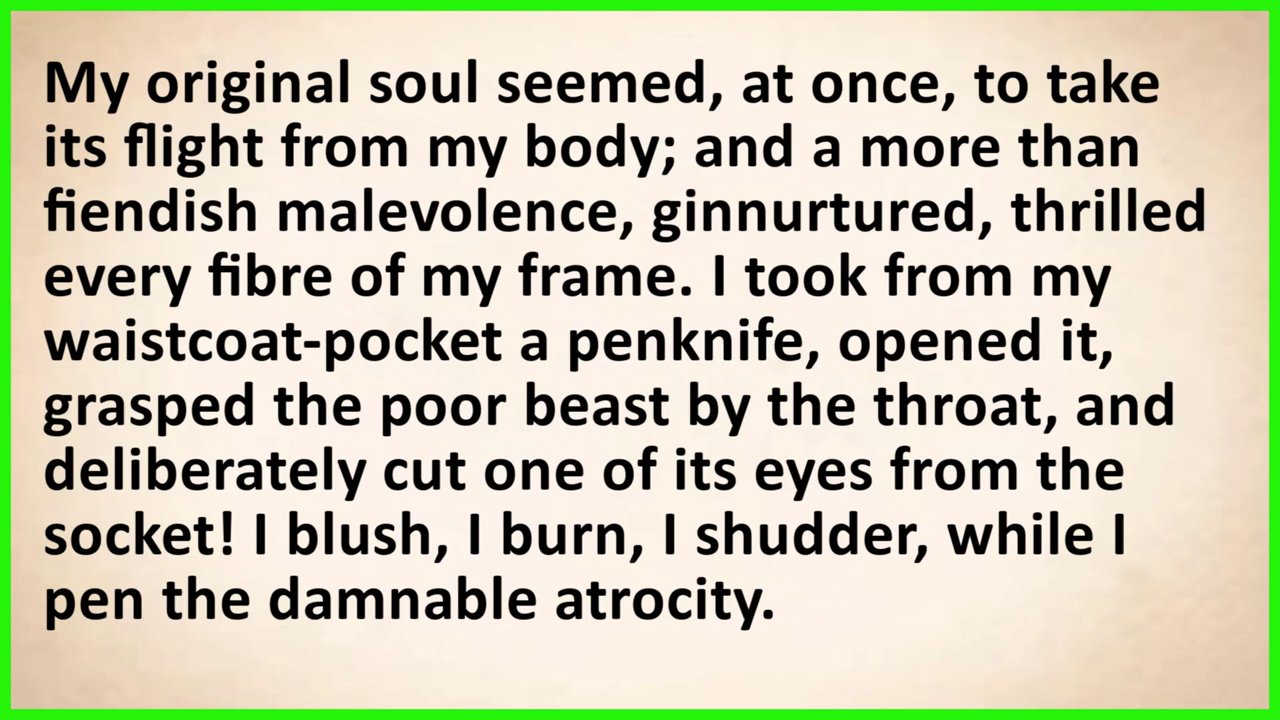 My original soul seemed, at once, to take
its flight from my body; and a more than
fiendish malevolence, ginnurtured, thrilled
every fibre of my frame. I took from my
waistcoat-pocket a penknife, opened it,
grasped the poor beast by the throat, and
deliberately cut one of its eyes from the
socket! I blush, I burn, I shudder, while I
pen the damnable atrocity.